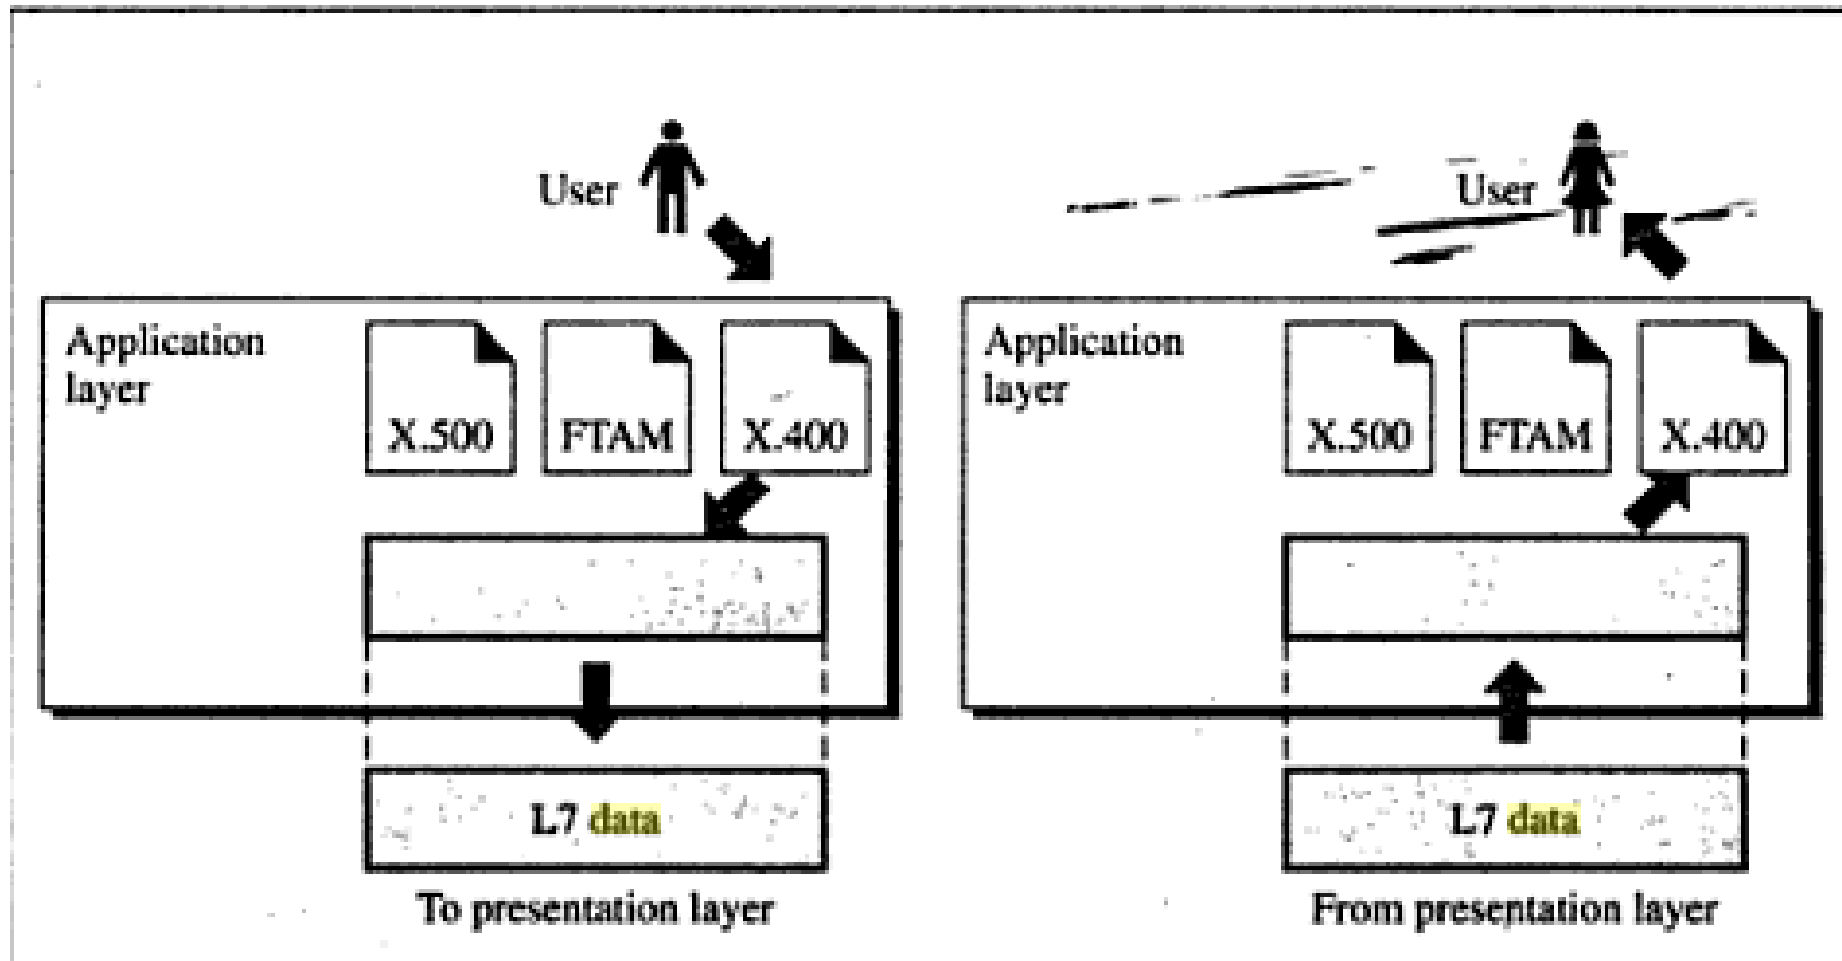 User
Application
layer
X.500 FTAM X.400
L7 data
To presentation layer
User
Application
layer
X.500 FTAM X.400
L7 data
From presentation layer